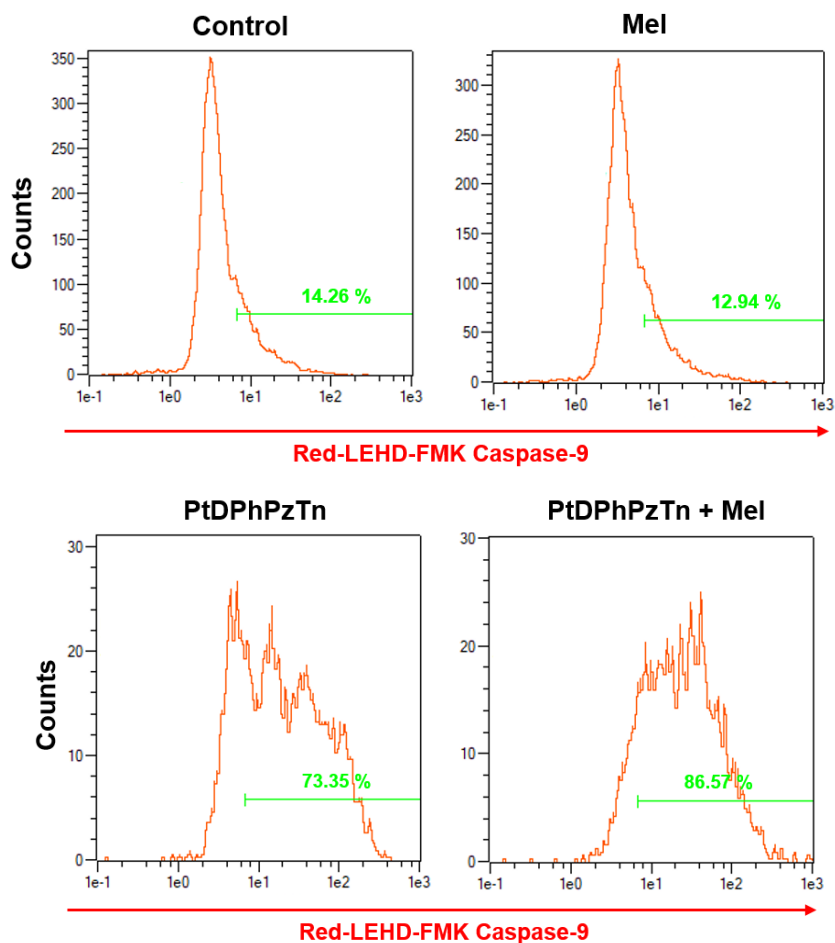 Control
Mel
Counts
350
300
250
200
150
100
50
0
14.26 %
1e-1 1e0 1e1 1e2 1e3
300
250
200
150
100
50
0
12.94 %
1e-1 1e0 1e1 1e2 1e3
Red-LEHD-FMK Caspase-9
PtDPhPzTn
PtDPhPzTn + Mel
Counts
30
20
10
0
73.35 %
1e-1 1e0 1e1 1e2 1e3
30
20
10
0
86.57 %
1e-1 1e0 1e1 1e2 1e3
Red-LEHD-FMK Caspase-9